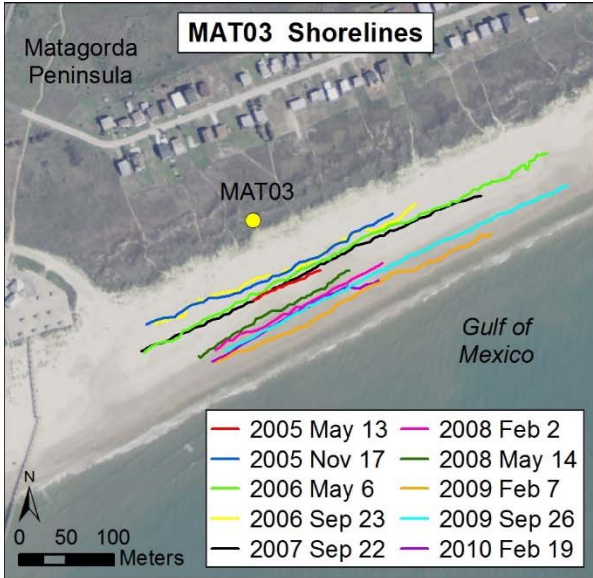 MAT03 Shorelines
Matagorda
Peninsula
MAT03
Gulf of
Mexico
2005 May 13
2005 Nov 17
2006 May 6
2006 Sep 23
2007 Sep 22
2008 Feb 2
2008 May 14
2009 Feb 7
2009 Sep 26
2010 Feb 19
N
0 50 100
Meters